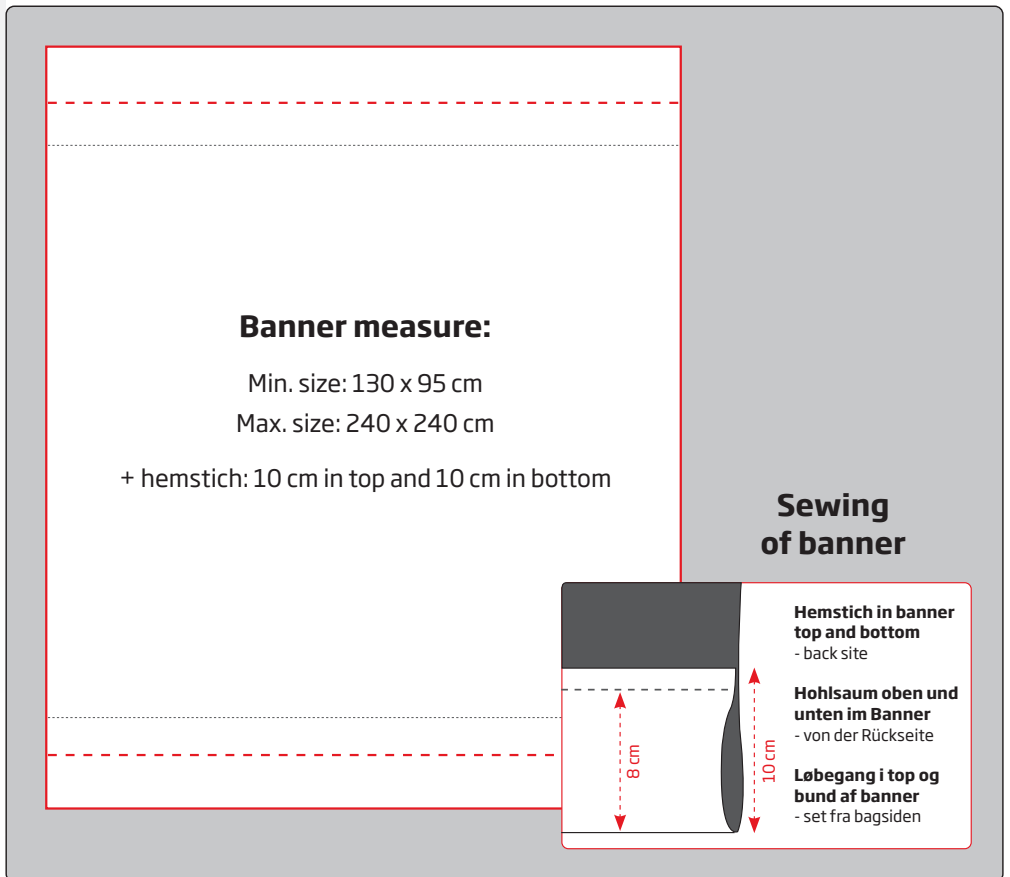 Banner measure:
Min. size: 130 x 95 cm
Max. size: 240 x 240 cm
+ hemstich: 10 cm in top and 10 cm in bottom
Sewing
of banner
8 cm
10 cm
Hemstich in banner
top and bottom
- back site
Hohlsaum oben und
unten im Banner
- von der Rückseite
Løbegang i top og
bund af banner
- set fra bagsiden